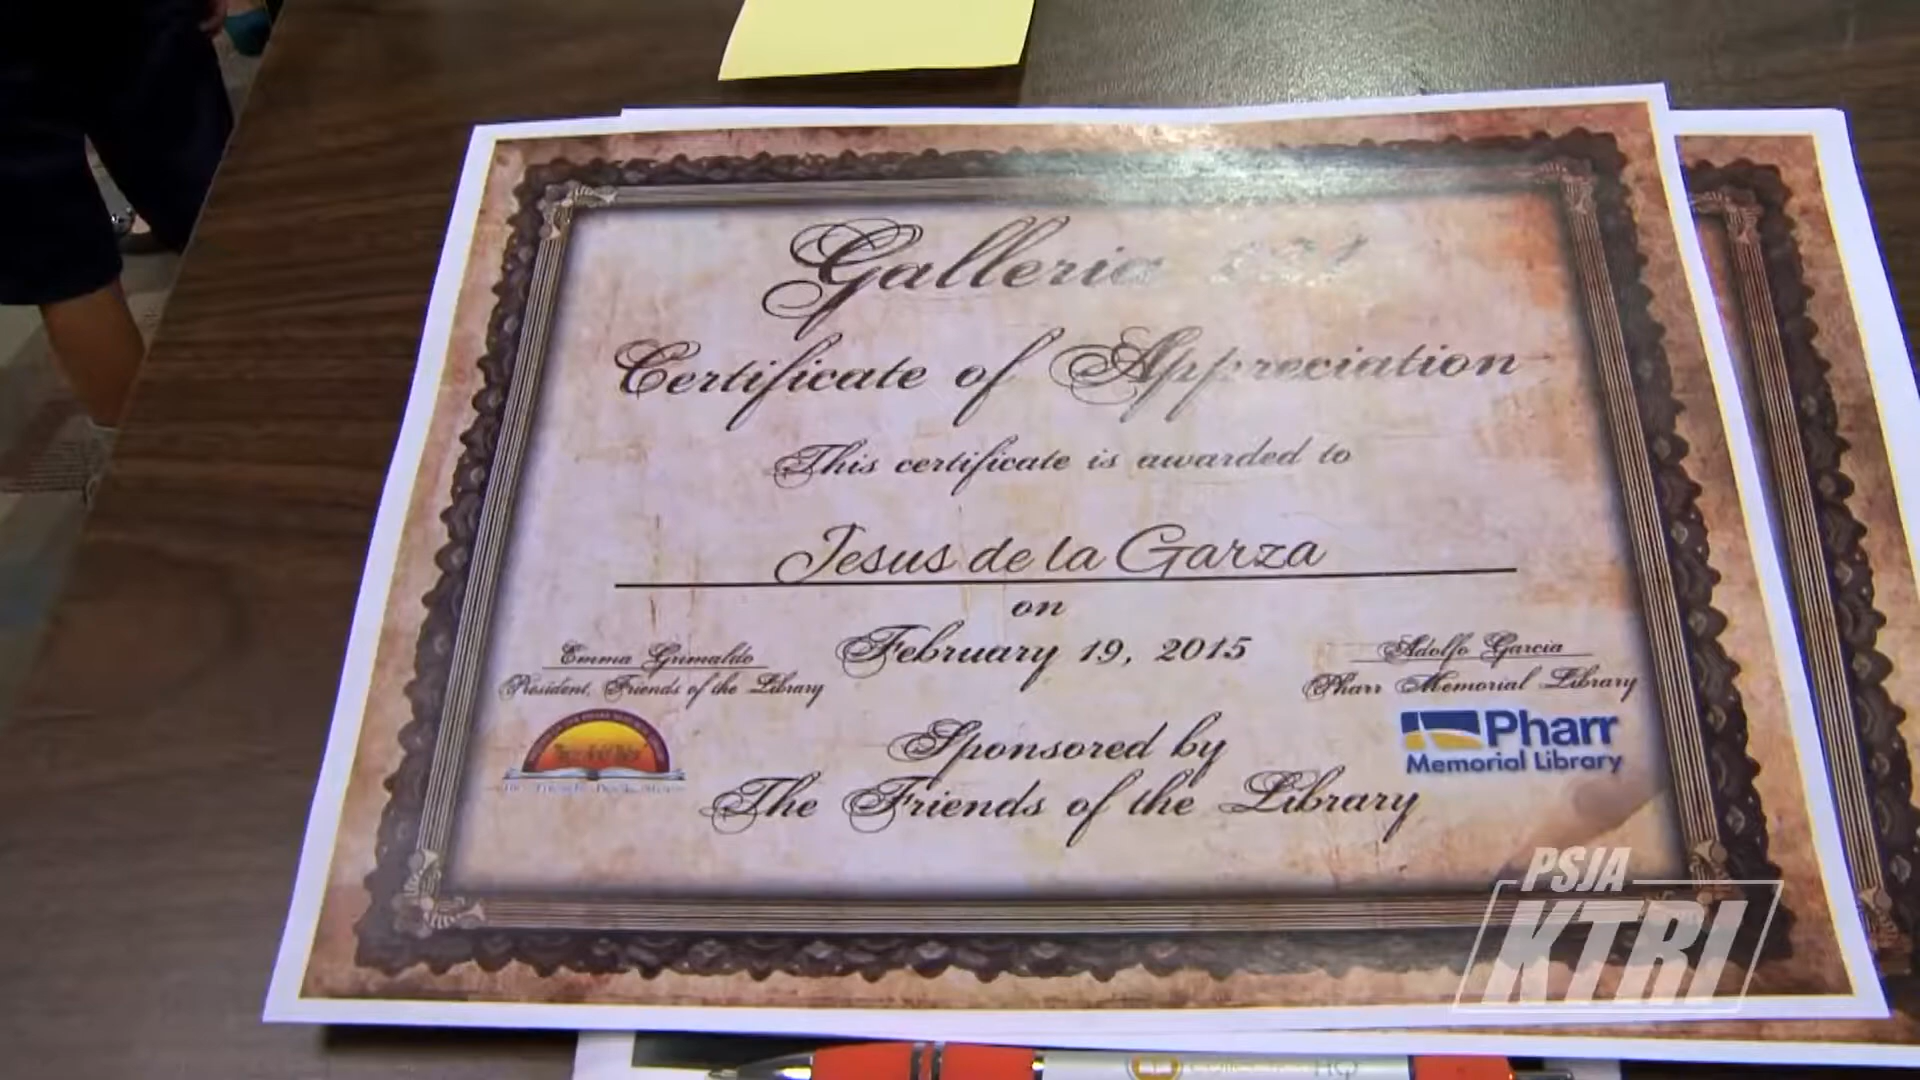 Galleria
Certificate of Appreciation
This certificate is awarded to
Jesus de la Garza
on
February 19, 2015
Emma Grimaldo
President, Friends of the Library
Adolfo Garcia
Pharr Memorial Library
Pharr
Memorial Library
Sponsored by
The Friends of the Library
PSJA
KTRI